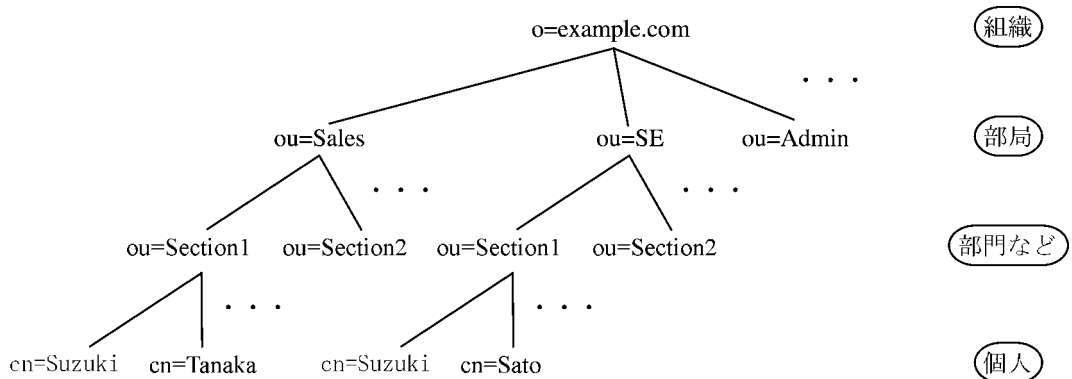 o=example.com 組織
. . .
ou=Sales ou=SE ou=Admin 部局
. . . . . .
ou=Section1 ou=Section2 ou=Section1 ou=Section2 部門など
. . . . . .
cn=Suzuki cn=Tanaka cn=Suzuki cn=Sato 個人